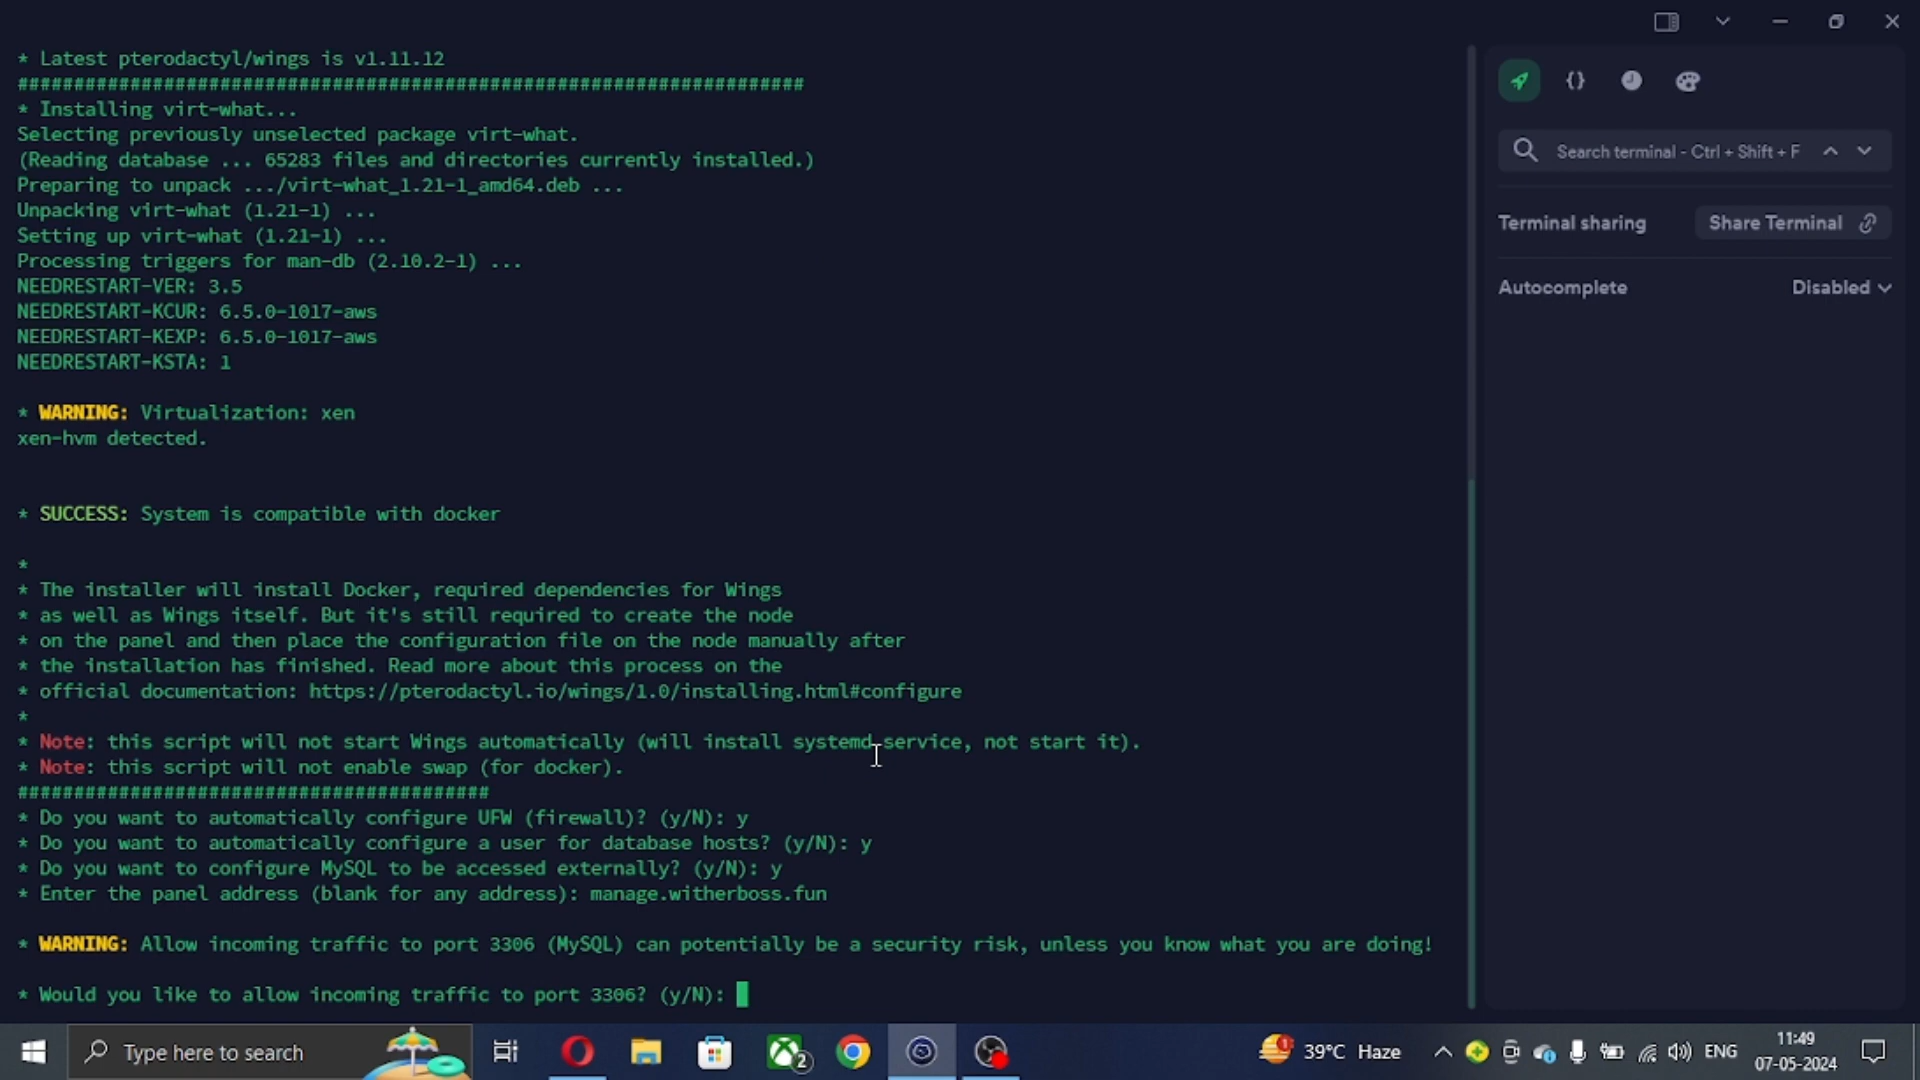 * Latest pterodactyl/wings is v1.11.12
######################################################################
* Installing virt-what...
Selecting previously unselected package virt-what.
(Reading database ... 65283 files and directories currently installed.)
Preparing to unpack .../virt-what_1.21-1_amd64.deb ...
Unpacking virt-what (1.21-1) ...
Setting up virt-what (1.21-1) ...
Processing triggers for man-db (2.10.2-1) ...
NEEDRESTART-VER: 3.5
NEEDRESTART-KCUR: 6.5.0-1017-aws
NEEDRESTART-KEXP: 6.5.0-1017-aws
NEEDRESTART-KSTA: 1
* WARNING: Virtualization: xen
xen-hvm detected.
* SUCCESS: System is compatible with docker
*
* The installer will install Docker, required dependencies for Wings
* as well as Wings itself. But it's still required to create the node
* on the panel and then place the configuration file on the node manually after
* the installation has finished. Read more about this process on the
* official documentation: https://pterodactyl.io/wings/1.0/installing.html#configure
*
* Note: this script will not start Wings automatically (will install systemd service, not start it).
* Note: this script will not enable swap (for docker).
##########################################
* Do you want to automatically configure UFW (firewall)? (y/N): y
* Do you want to automatically configure a user for database hosts? (y/N): y
* Do you want to configure MySQL to be accessed externally? (y/N): y
* Enter the panel address (blank for any address): manage.witherboss.fun
* WARNING: Allow incoming traffic to port 3306 (MySQL) can potentially be a security risk, unless you know what you are doing!
* Would you like to allow incoming traffic to port 3306? (y/N):
{}
Search terminal - Ctrl + Shift + F
Terminal sharing
Share Terminal
Autocomplete
Disabled
Type here to search
2
1
39°C Haze
ENG
11:49
07-05-2024